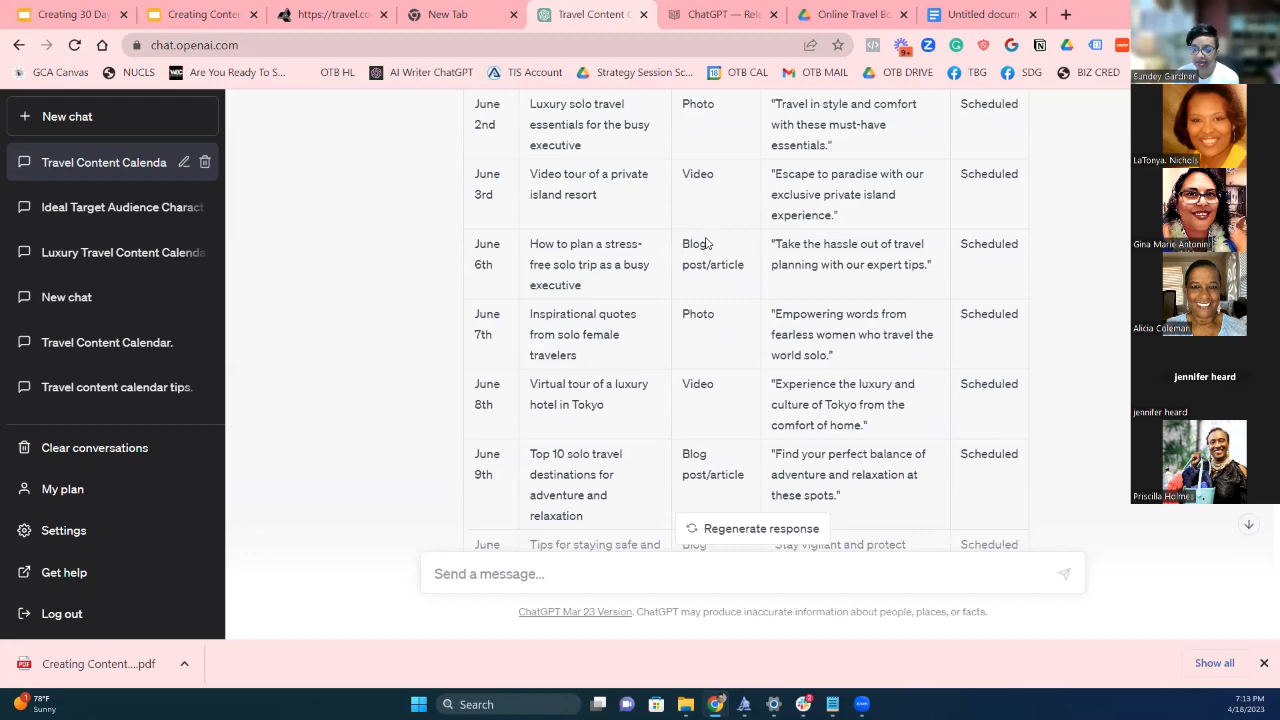 Creating 30 Day
Creating Conten
https://travel.co
New Tab
Travel Content C
ChatGPT — Rele
Online Travel Bo
Untitled docum
chat.openai.com
9+
GCA Canvas
NUCLS
Are You Ready To S...
OTB HL
AI Writer ChatGPT
TIS Account
Strategy Session Sc...
OTB CAL
OTB MAIL
OTB DRIVE
TBG
SDG
BIZ CRED
New chat
Travel Content Calenda
Ideal Target Audience Charact
Luxury Travel Content Calenda
New chat
Travel Content Calendar.
Travel content calendar tips.
Clear conversations
My plan
Settings
Get help
Log out
June 2nd
Luxury solo travel essentials for the busy executive
Photo
"Travel in style and comfort with these must-have essentials."
Scheduled
June 3rd
Video tour of a private island resort
Video
"Escape to paradise with our exclusive private island experience."
Scheduled
June 6th
How to plan a stress-free solo trip as a busy executive
Blog post/article
"Take the hassle out of travel planning with our expert tips."
Scheduled
June 7th
Inspirational quotes from solo female travelers
Photo
"Empowering words from fearless women who travel the world solo."
Scheduled
June 8th
Virtual tour of a luxury hotel in Tokyo
Video
"Experience the luxury and culture of Tokyo from the comfort of home."
Scheduled
June 9th
Top 10 solo travel destinations for adventure and relaxation
Blog post/article
"Find your perfect balance of adventure and relaxation at these spots."
Scheduled
June
Tips for staying safe and
Blog
"Stay vigilant and protect
Scheduled
Regenerate response
Send a message...
ChatGPT Mar 23 Version. ChatGPT may produce inaccurate information about people, places, or facts.
Sundey Gardner
LaTonya. Nichols
Gina Marie Antonini
Alicia Coleman
jennifer heard
jennifer heard
Priscilla Holmes
Creating Content....pdf
Show all
78°F
Sunny
Search
7:13 PM
4/18/2023